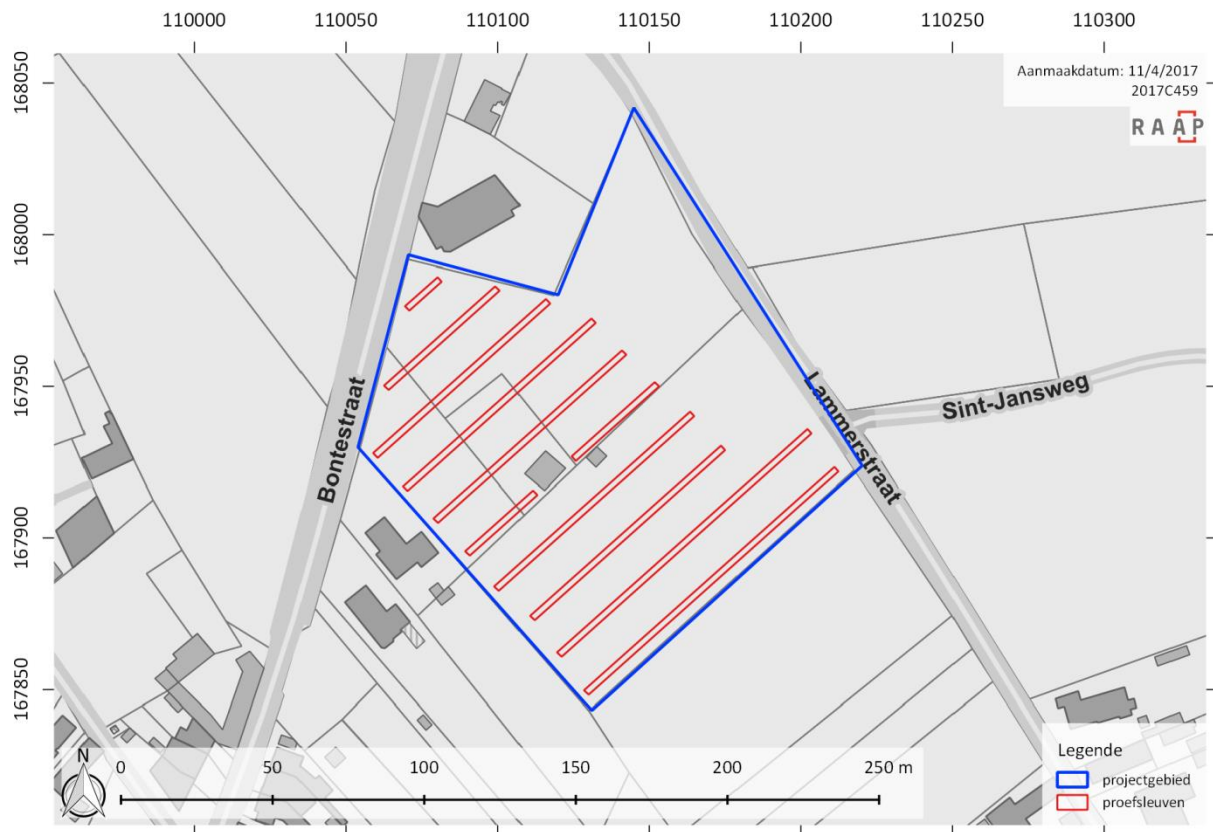 110000 110050 110100 110150 110200 110250 110300
168050
168000
167950
167900
167850
Aanmaakdatum: 11/4/2017
2017C459
RAAP
Bontestraat
Lammerstraat
Sint-Jansweg
N
0 50 100 150 200 250 m
Legende
projectgebied
proefsleuven